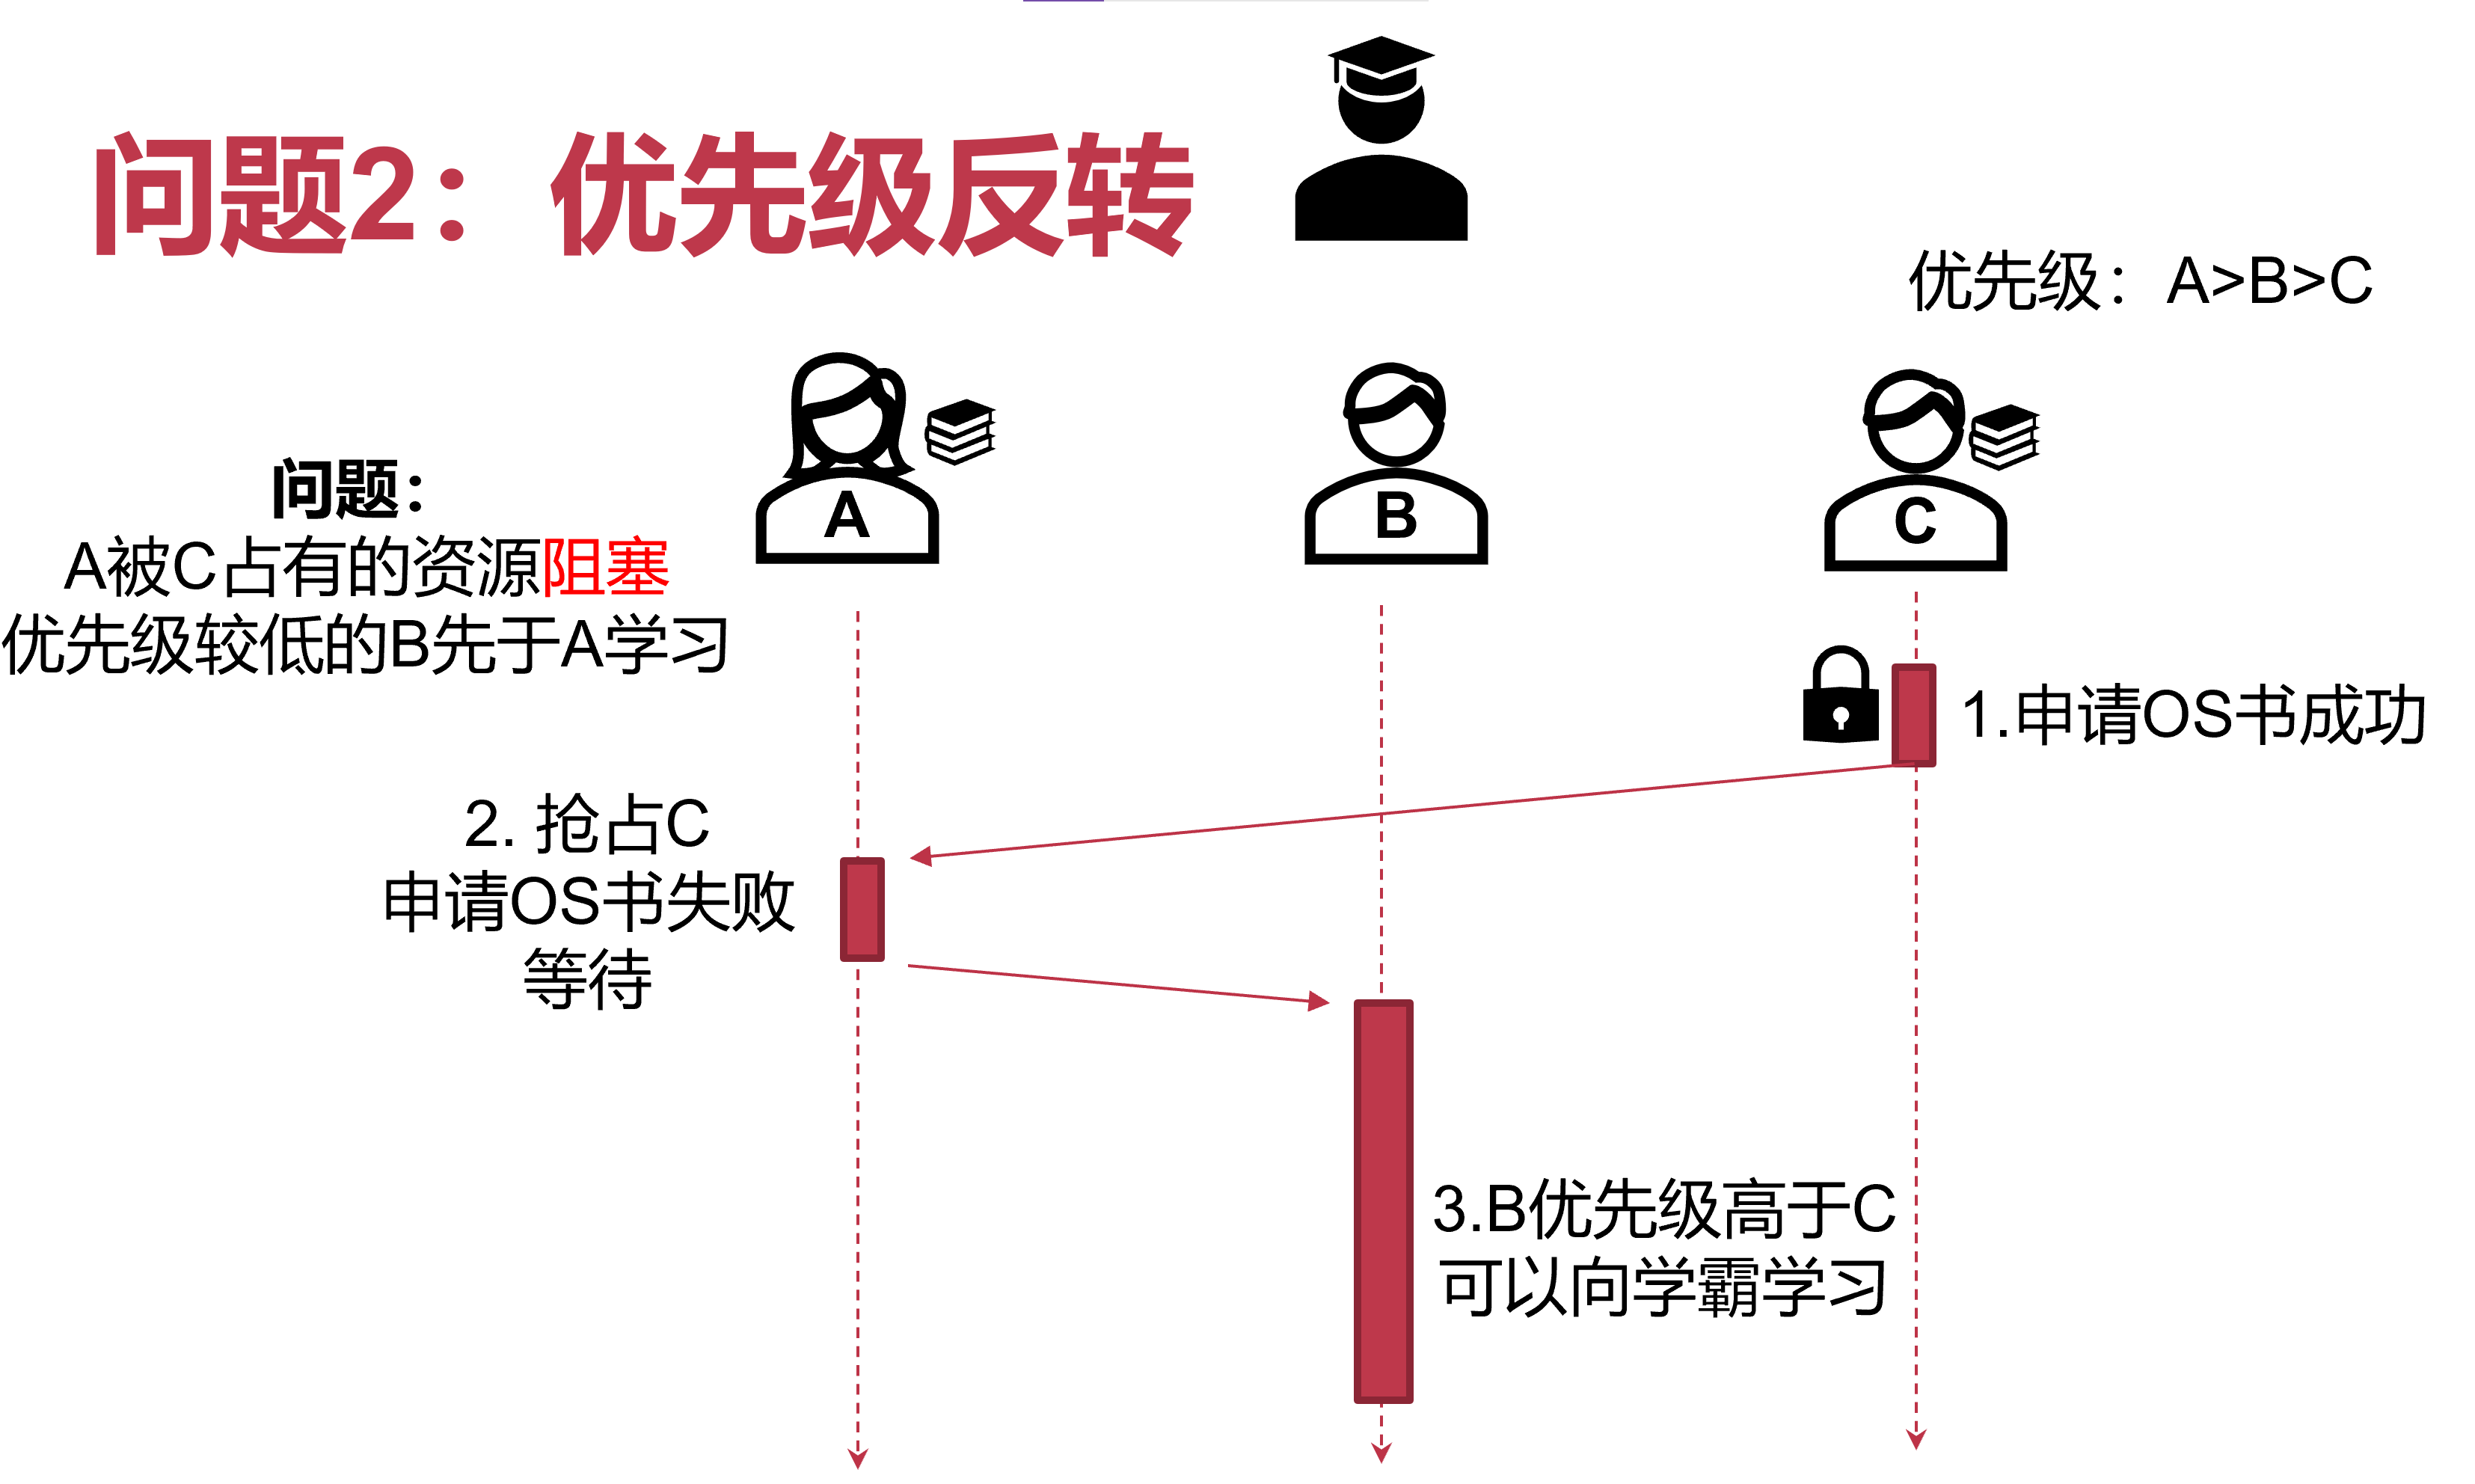 问题2：优先级反转
优先级：A>B>C
A
B
C
问题：
A被C占有的资源阻塞
优先级较低的B先于A学习
1.申请OS书成功
2. 抢占C
申请OS书失败
等待
3.B优先级高于C
可以向学霸学习